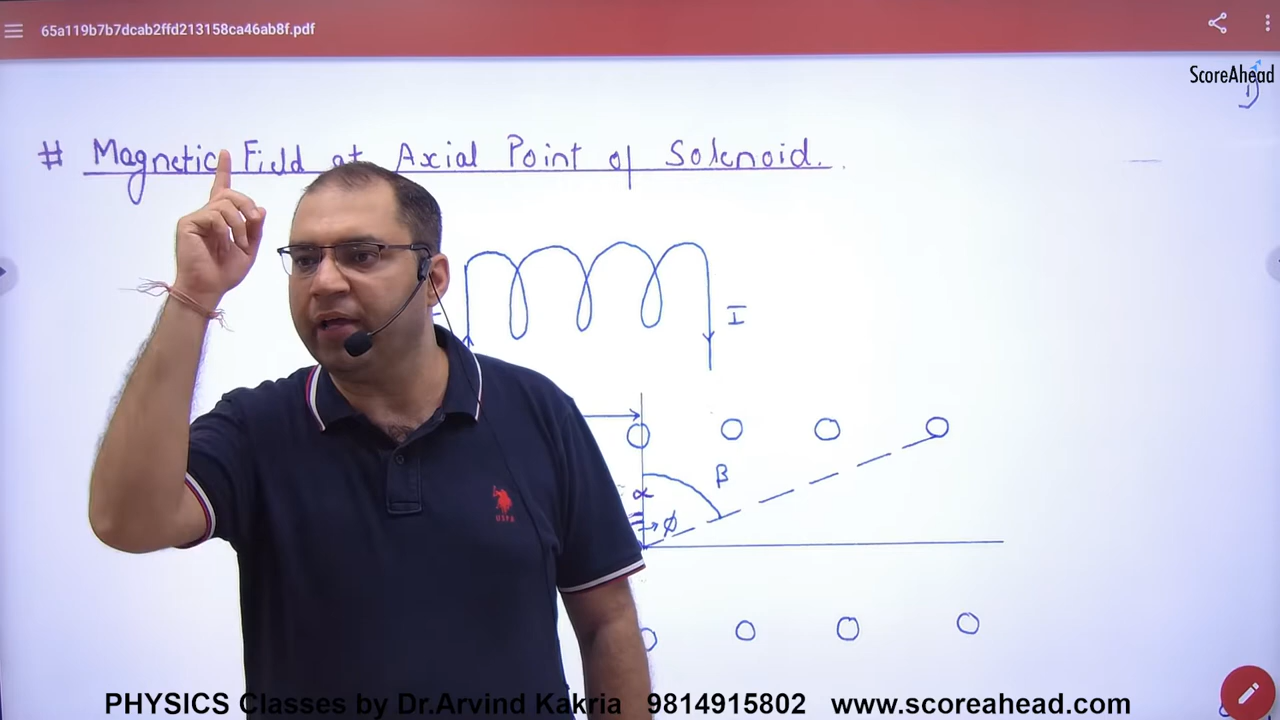 65a119b7b7dcab2ffd213158ca46ab8f.pdf
ScoreAhead
# Magnetic Field at Axial Point of Solenoid.
I
β
α
φ
USPA
PHYSICS Classes by Dr.Arvind Kakria 9814915802 www.scoreahead.com